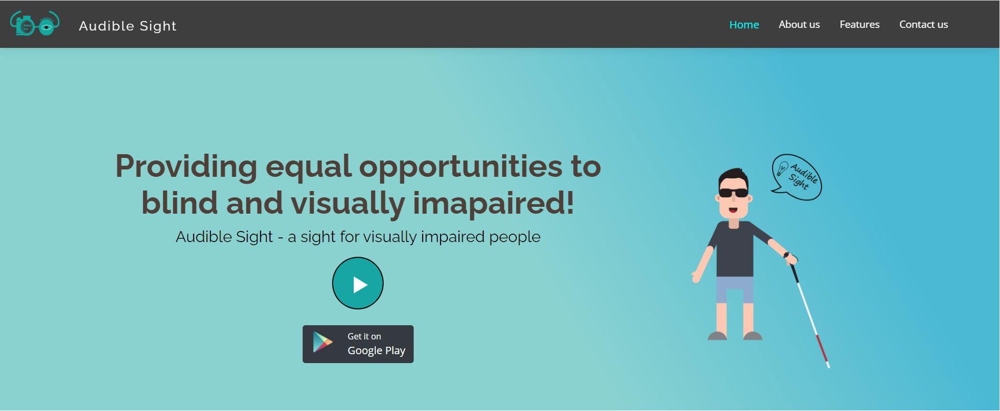 Audible Sight
Home
About us
Features
Contact us
Providing equal opportunities to
blind and visually imapaired!
Audible Sight - a sight for visually impaired people
Get it on
Google Play
Audible
Sight